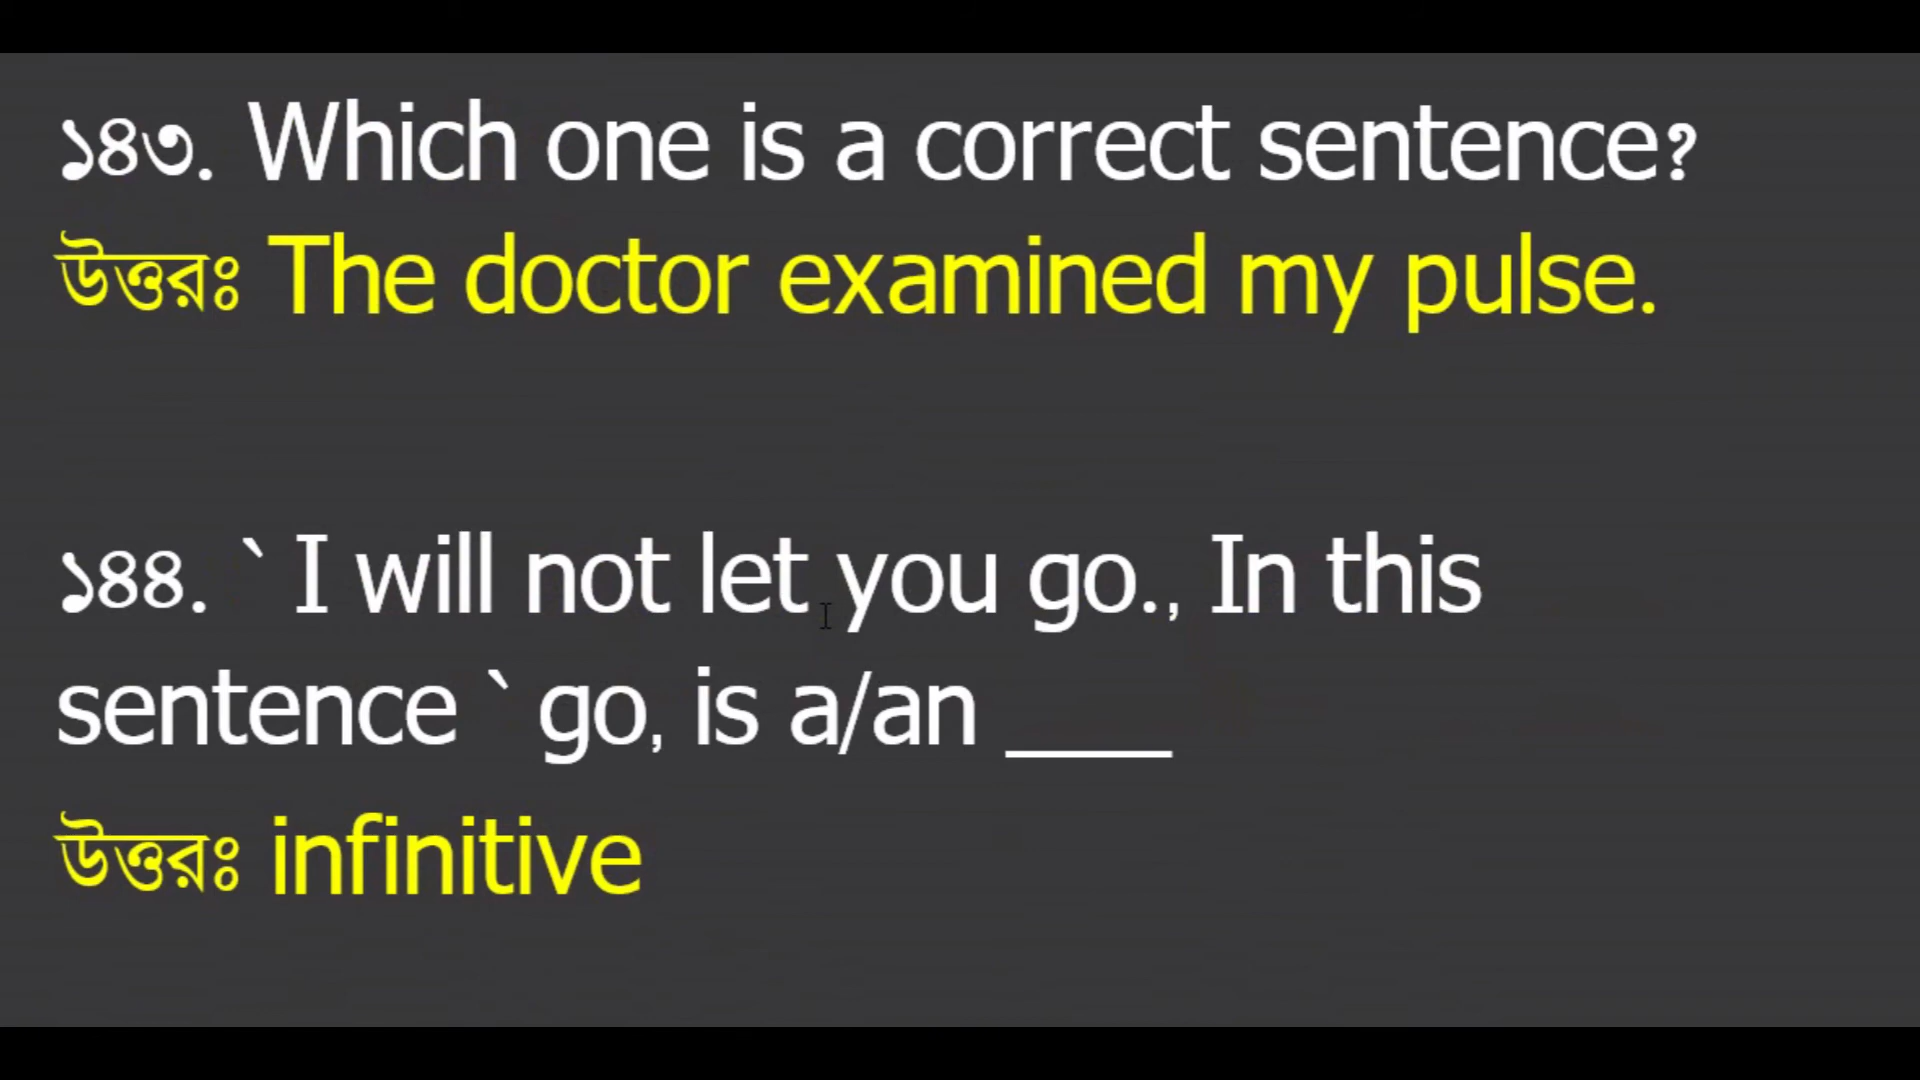 ১৪৩. Which one is a correct sentence?
উত্তরঃ The doctor examined my pulse.
১৪৪. ` I will not let you go., In this
sentence ` go, is a/an ____
উত্তরঃ infinitive